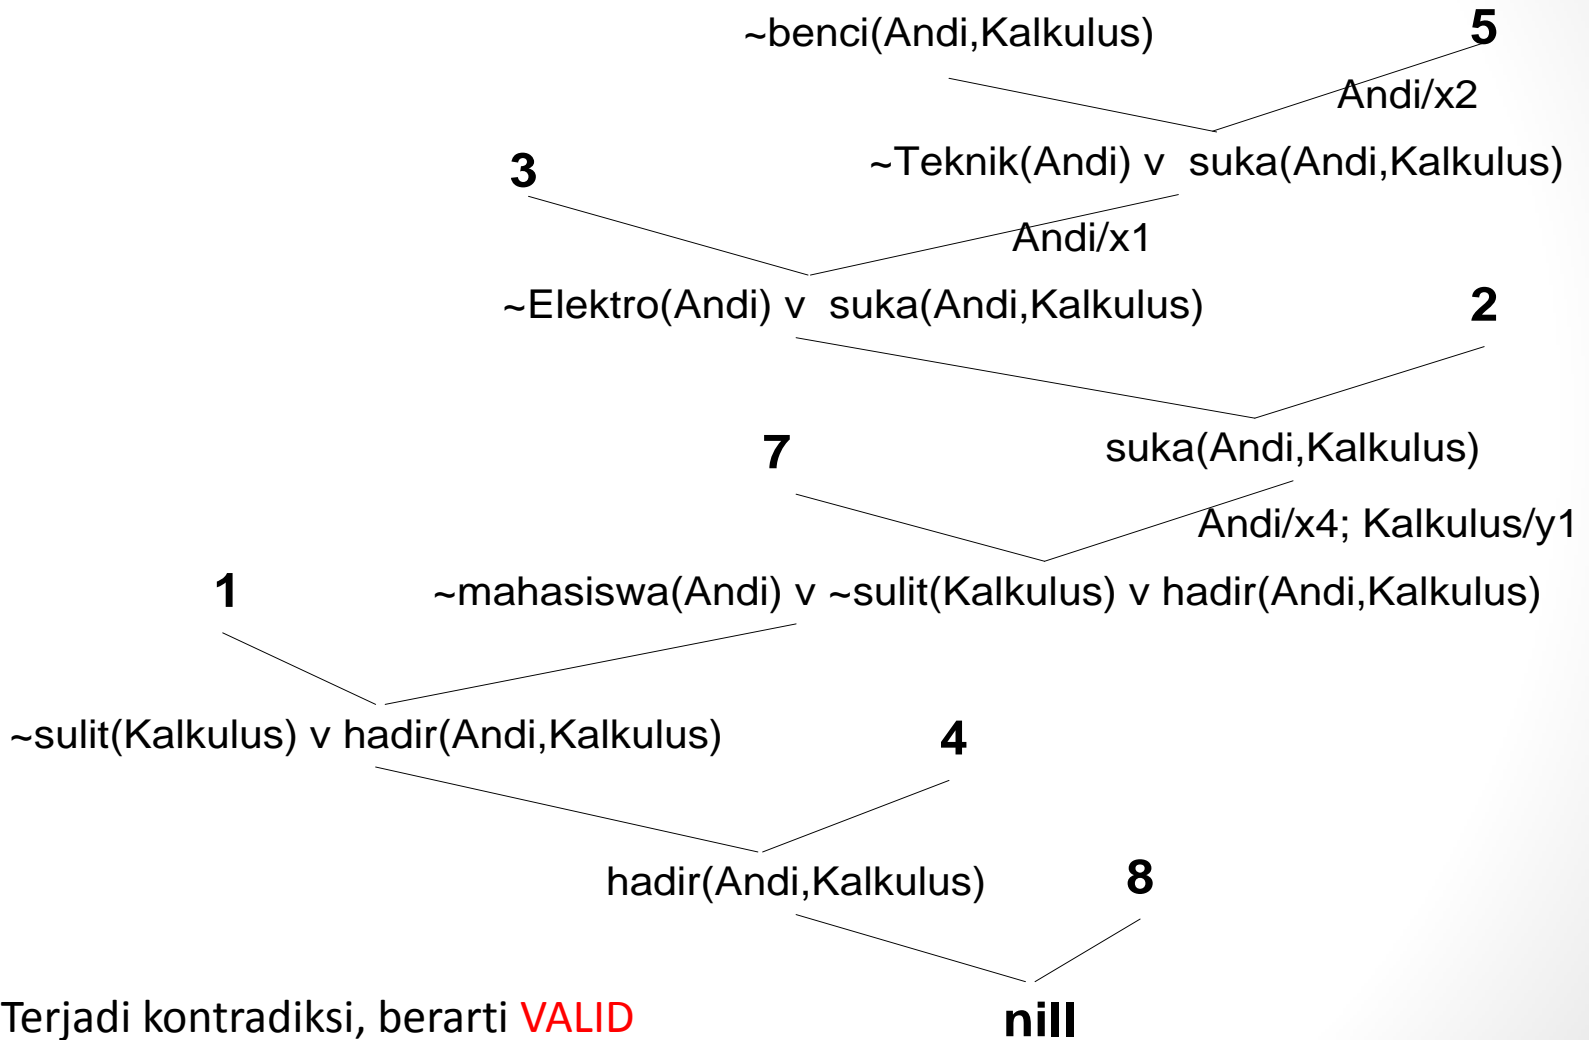 ~benci(Andi,Kalkulus) 5
Andi/x2
3 ~Teknik(Andi) v suka(Andi,Kalkulus)
Andi/x1
~Elektro(Andi) v suka(Andi,Kalkulus) 2
7 suka(Andi,Kalkulus)
Andi/x4; Kalkulus/y1
1 ~mahasiswa(Andi) v ~sulit(Kalkulus) v hadir(Andi,Kalkulus)
~sulit(Kalkulus) v hadir(Andi,Kalkulus) 4
hadir(Andi,Kalkulus) 8
Terjadi kontradiksi, berarti VALID nill